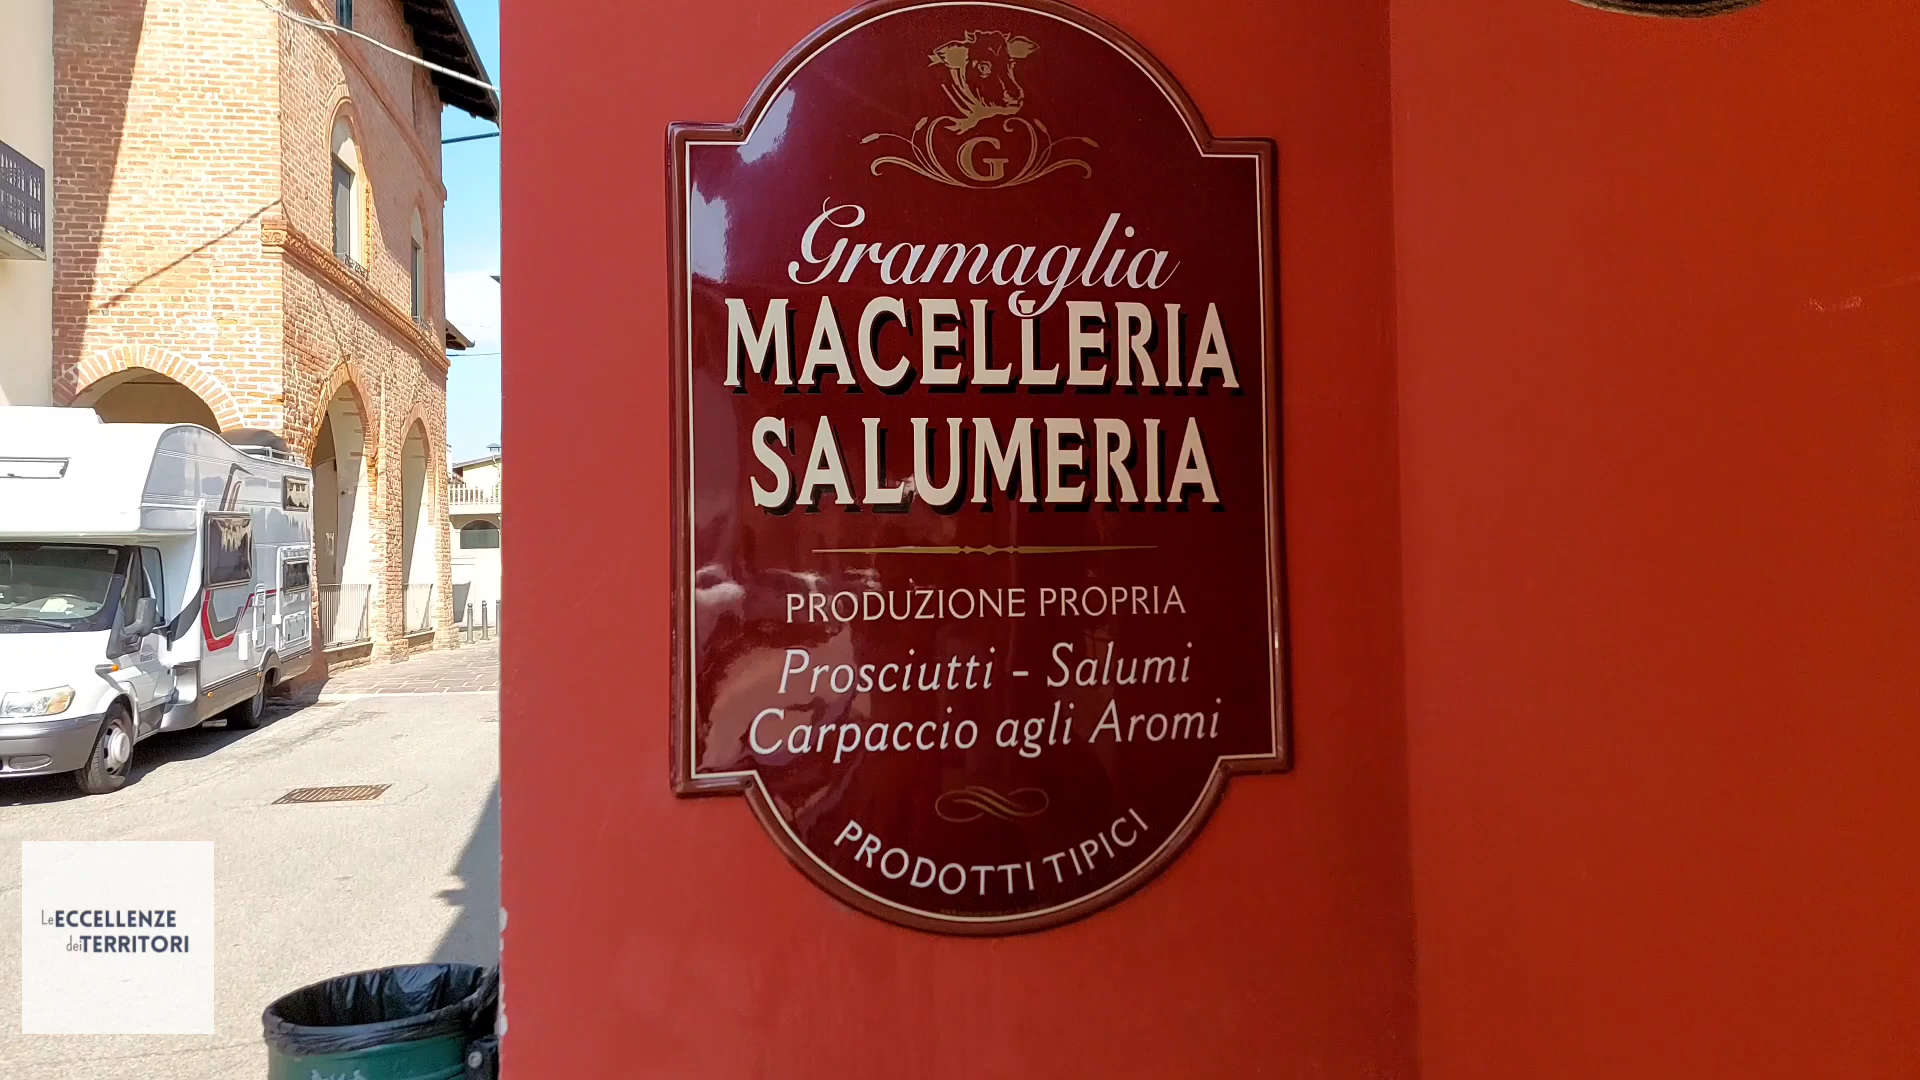 G
Gramaglia
MACELLERIA
SALUMERIA
PRODUZIONE PROPRIA
Prosciutti - Salumi
Carpaccio agli Aromi
PRODOTTI TIPICI
Le ECCELLENZE
dei TERRITORI